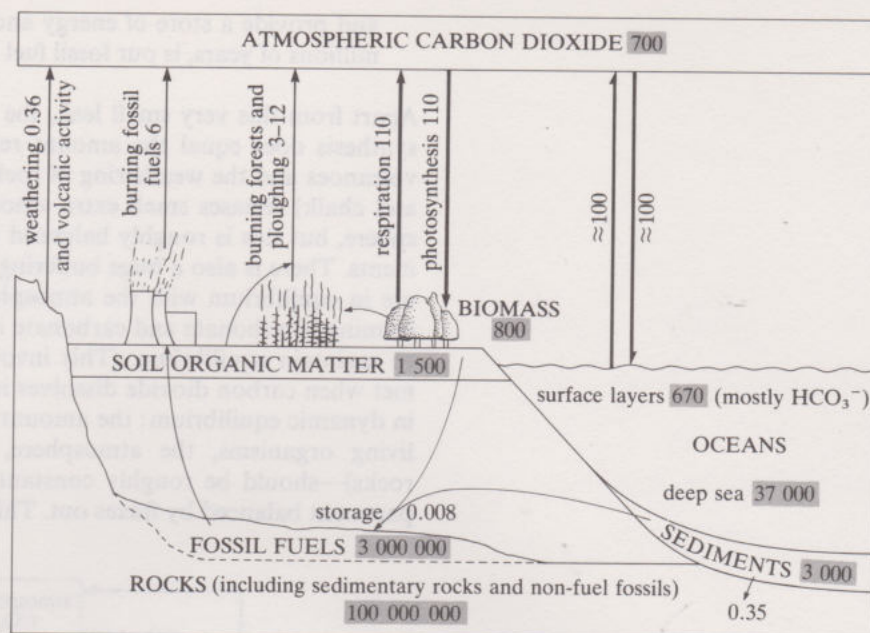 ATMOSPHERIC CARBON DIOXIDE 700
weathering 0.36
and volcanic activity
burning fossil
fuels 6
burning forests and
ploughing 3–12
respiration 110
photosynthesis 110
≈100
≈100
BIOMASS
800
SOIL ORGANIC MATTER 1 500
surface layers 670 (mostly HCO₃⁻)
OCEANS
deep sea 37 000
storage 0.008
FOSSIL FUELS 3 000 000
SEDIMENTS 3 000
ROCKS (including sedimentary rocks and non-fuel fossils)
100 000 000
0.35